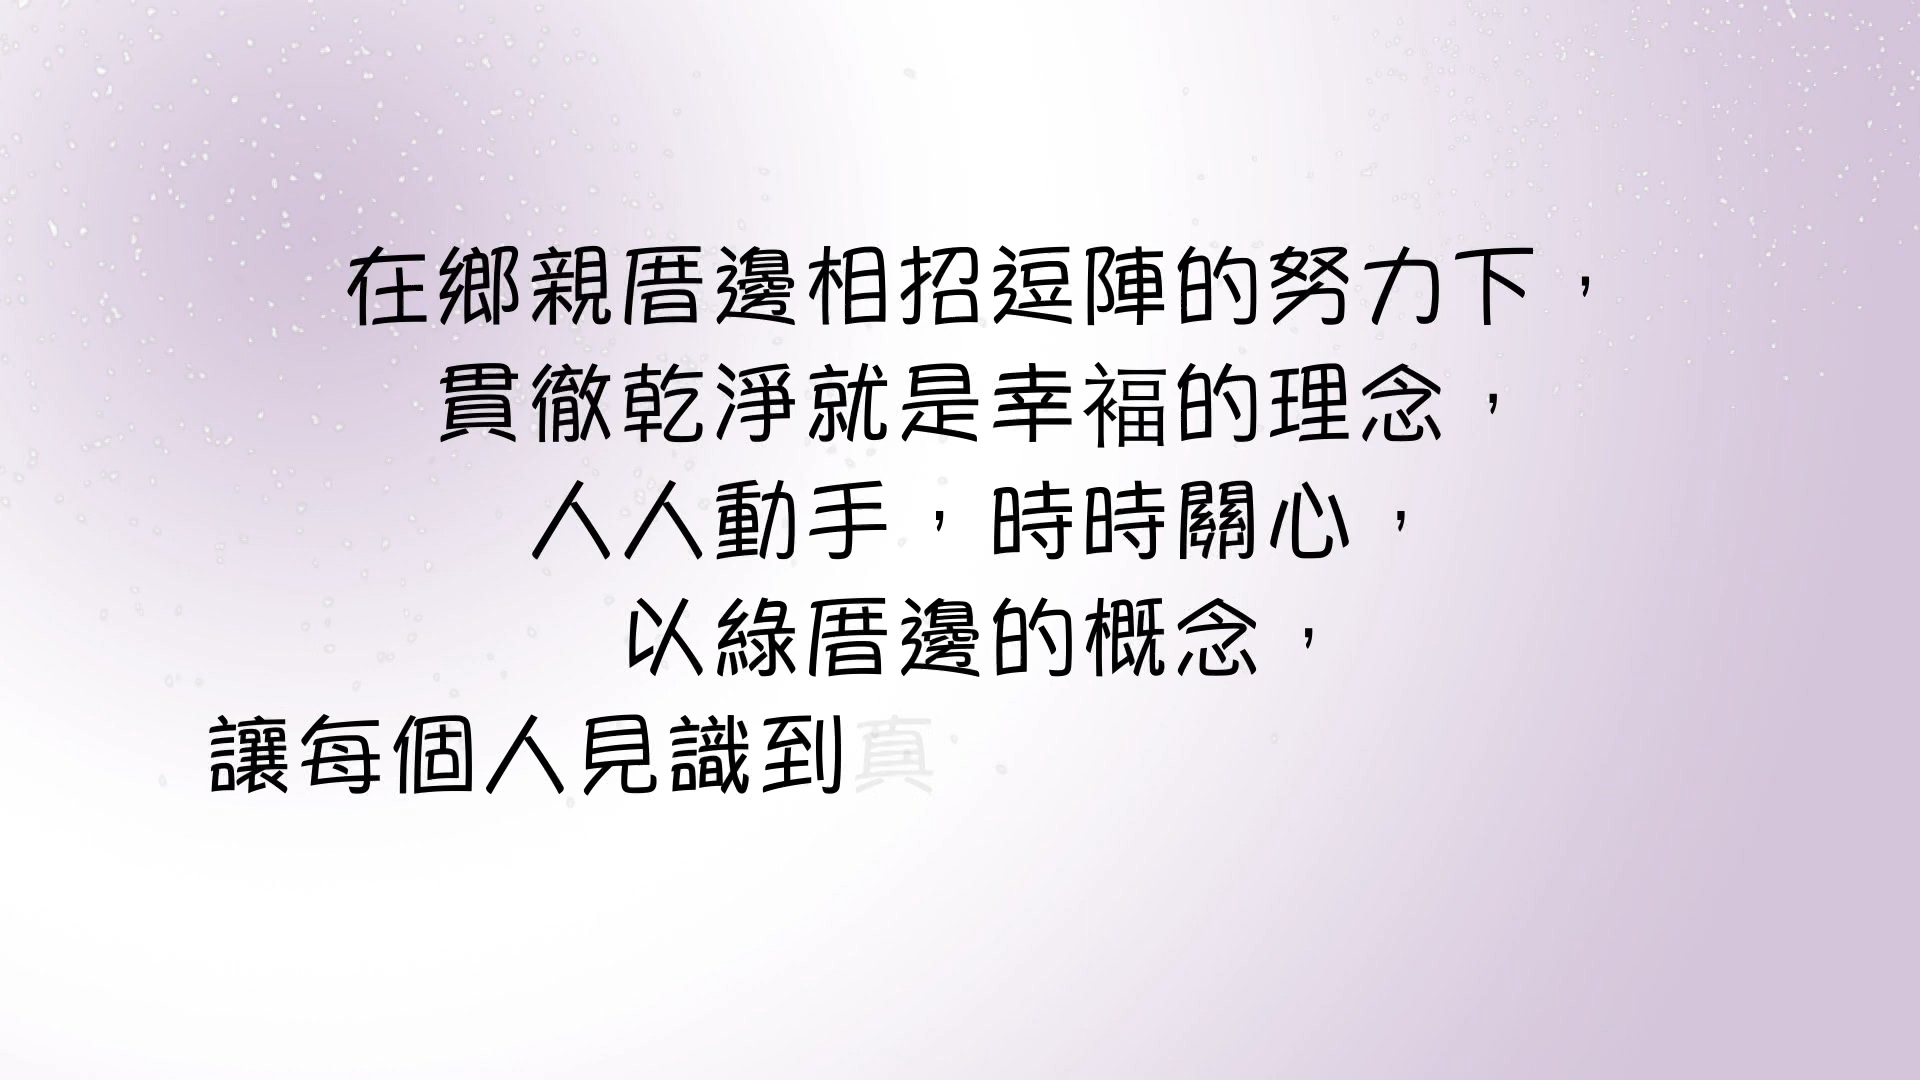 在鄉親厝邊相招逗陣的努力下，
貫徹乾淨就是幸褔的理念，
人人動手，時時關心，
以綠厝邊的概念，
讓每個人見識到真